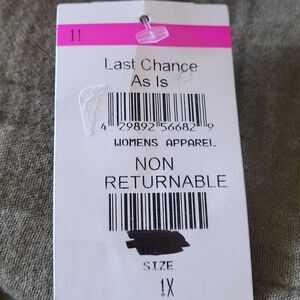 11
Last Chance
As Is
4 29892 56682 9
WOMENS APPAREL
NON
RETURNABLE
SIZE
1X